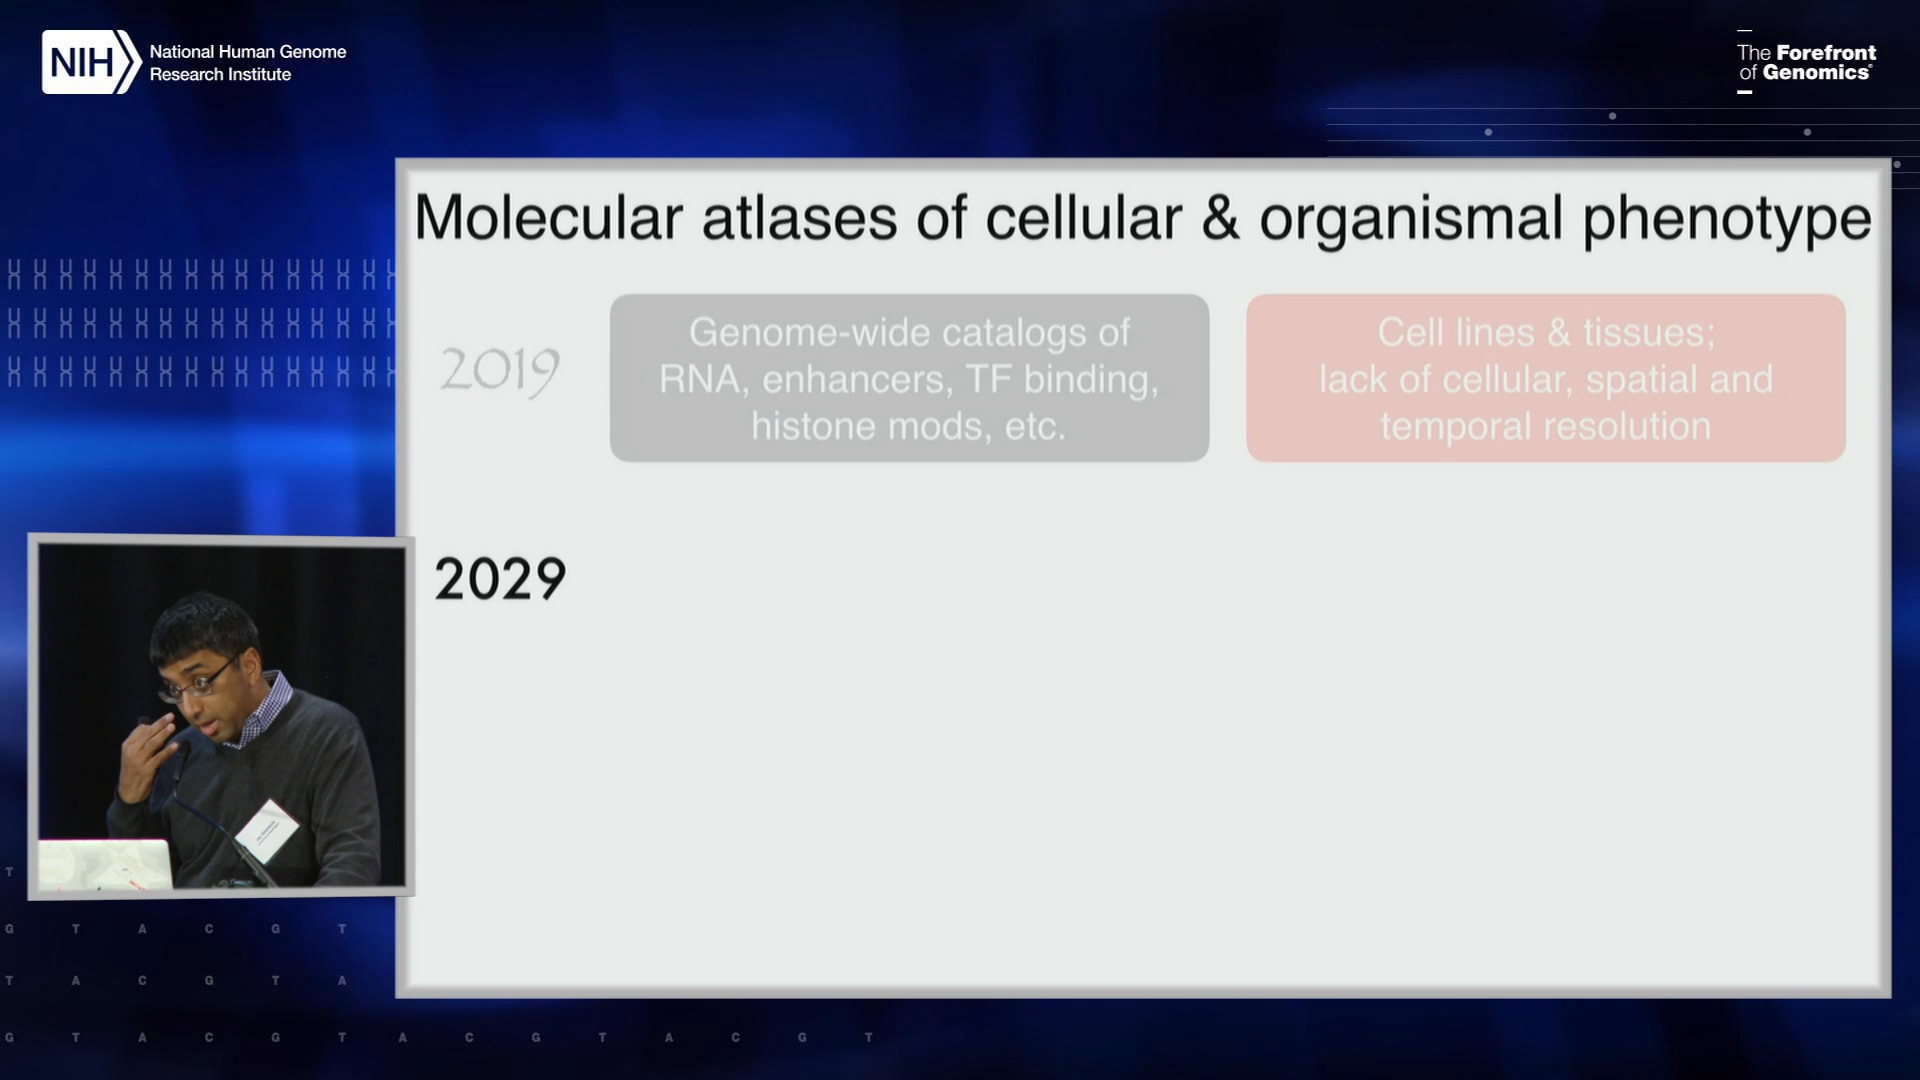 NIH
National Human Genome
Research Institute
The Forefront
of Genomics®
Molecular atlases of cellular & organismal phenotype
2019
Genome-wide catalogs of
RNA, enhancers, TF binding,
histone mods, etc.
Cell lines & tissues;
lack of cellular, spatial and
temporal resolution
2029
T
G T A C G T
T A C G T A
G T A C G T A C G T A C G T